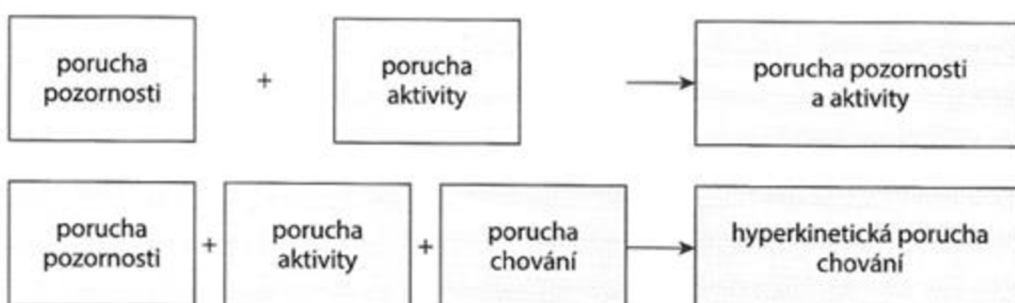 porucha
pozornosti
+
porucha
aktivity
porucha pozornosti
a aktivity
porucha
pozornosti
+
porucha
aktivity
+
porucha
chování
hyperkinetická porucha
chování